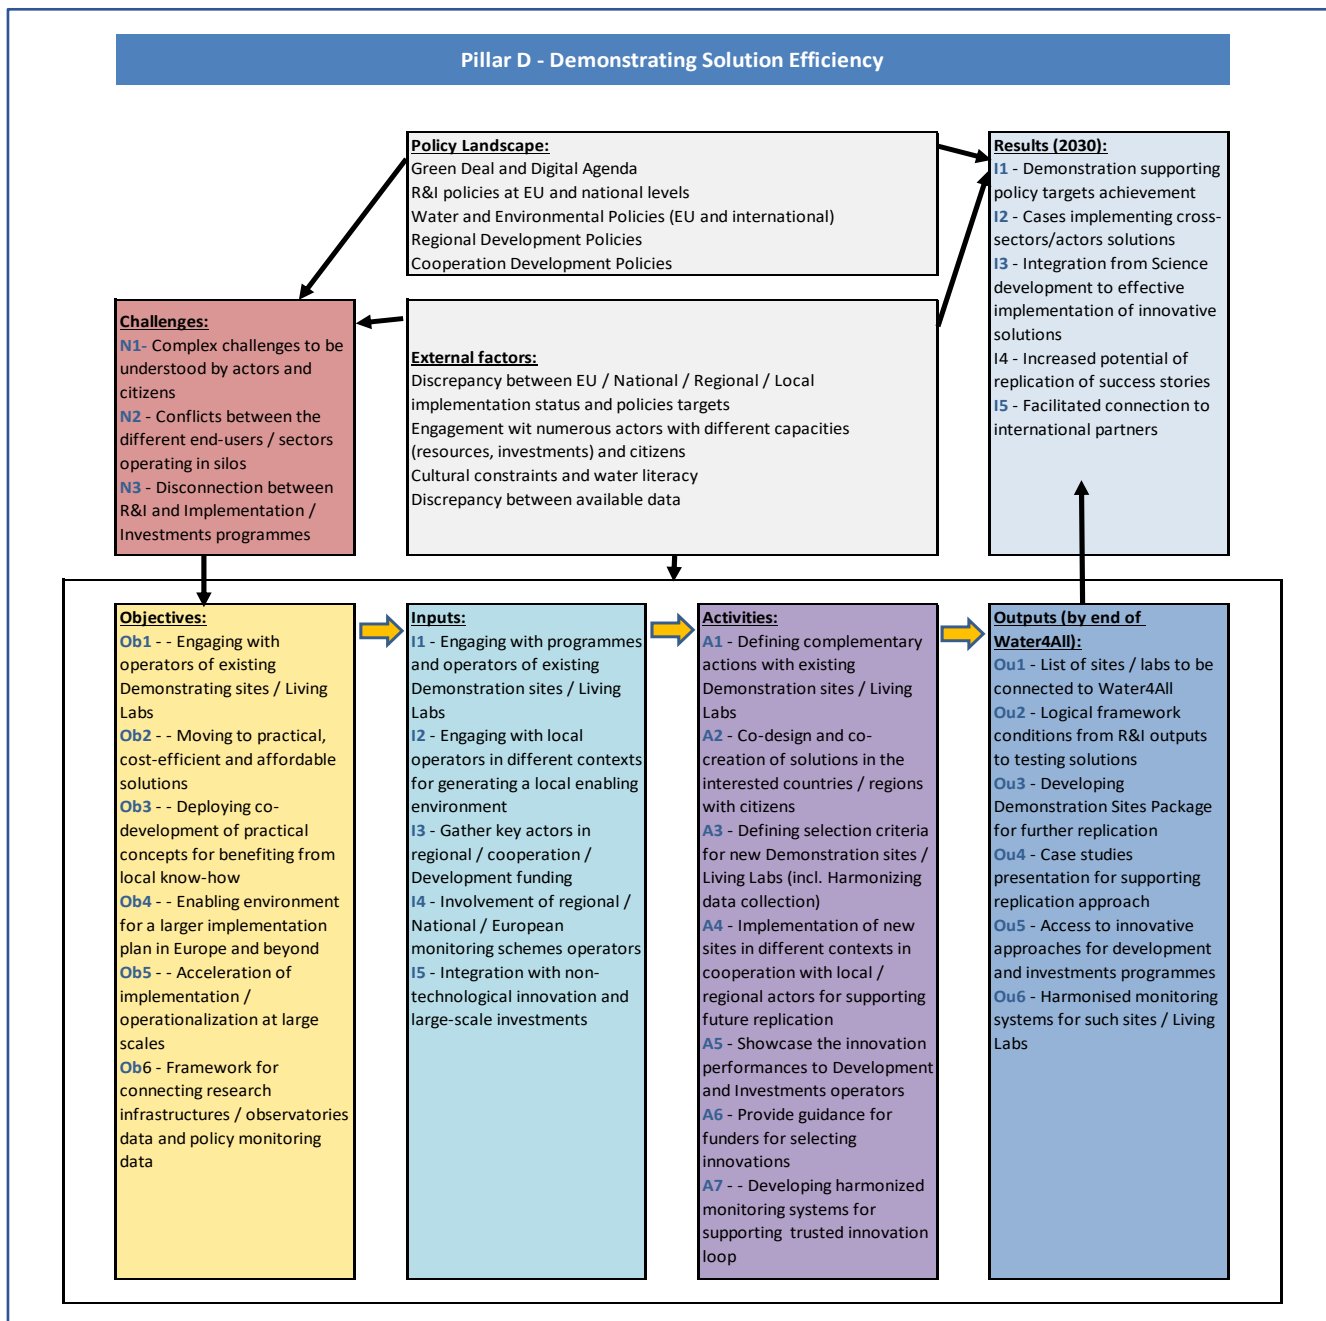 Pillar D - Demonstrating Solution Efficiency
Policy Landscape:
Green Deal and Digital Agenda
R&I policies at EU and national levels
Water and Environmental Policies (EU and international)
Regional Development Policies
Cooperation Development Policies
Results (2030):
I1 - Demonstration supporting
policy targets achievement
I2 - Cases implementing cross-
sectors/actors solutions
I3 - Integration from Science
development to effective
implementation of innovative
solutions
I4 - Increased potential of
replication of success stories
I5 - Facilitated connection to
international partners
Challenges:
N1- Complex challenges to be
understood by actors and
citizens
N2 - Conflicts between the
different end-users / sectors
operating in silos
N3 - Disconnection between
R&I and Implementation /
Investments programmes
External factors:
Discrepancy between EU / National / Regional / Local
implementation status and policies targets
Engagement wit numerous actors with different capacities
(resources, investments) and citizens
Cultural constraints and water literacy
Discrepancy between available data
Objectives:
Ob1 - - Engaging with
operators of existing
Demonstrating sites / Living
Labs
Ob2 - - Moving to practical,
cost-efficient and affordable
solutions
Ob3 - - Deploying co-
development of practical
concepts for benefiting from
local know-how
Ob4 - - Enabling environment
for a larger implementation
plan in Europe and beyond
Ob5 - - Acceleration of
implementation /
operationalization at large
scales
Ob6 - Framework for
connecting research
infrastructures / observatories
data and policy monitoring
data
Inputs:
I1 - Engaging with programmes
and operators of existing
Demonstration sites / Living
Labs
I2 - Engaging with local
operators in different contexts
for generating a local enabling
environment
I3 - Gather key actors in
regional / cooperation /
Development funding
I4 - Involvement of regional /
National / European
monitoring schemes operators
I5 - Integration with non-
technological innovation and
large-scale investments
Activities:
A1 - Defining complementary
actions with existing
Demonstration sites / Living
Labs
A2 - Co-design and co-
creation of solutions in the
interested countries / regions
with citizens
A3 - Defining selection criteria
for new Demonstration sites /
Living Labs (incl. Harmonizing
data collection)
A4 - Implementation of new
sites in different contexts in
cooperation with local /
regional actors for supporting
future replication
A5 - Showcase the innovation
performances to Development
and Investments operators
A6 - Provide guidance for
funders for selecting
innovations
A7 - - Developing harmonized
monitoring systems for
supporting  trusted innovation
loop
Outputs (by end of
Water4All):
Ou1 - List of sites / labs to be
connected to Water4All
Ou2 - Logical framework
conditions from R&I outputs
to testing solutions
Ou3 - Developing
Demonstration Sites Package
for further replication
Ou4 - Case studies
presentation for supporting
replication approach
Ou5 - Access to innovative
approaches for development
and investments programmes
Ou6 - Harmonised monitoring
systems for such sites / Living
Labs